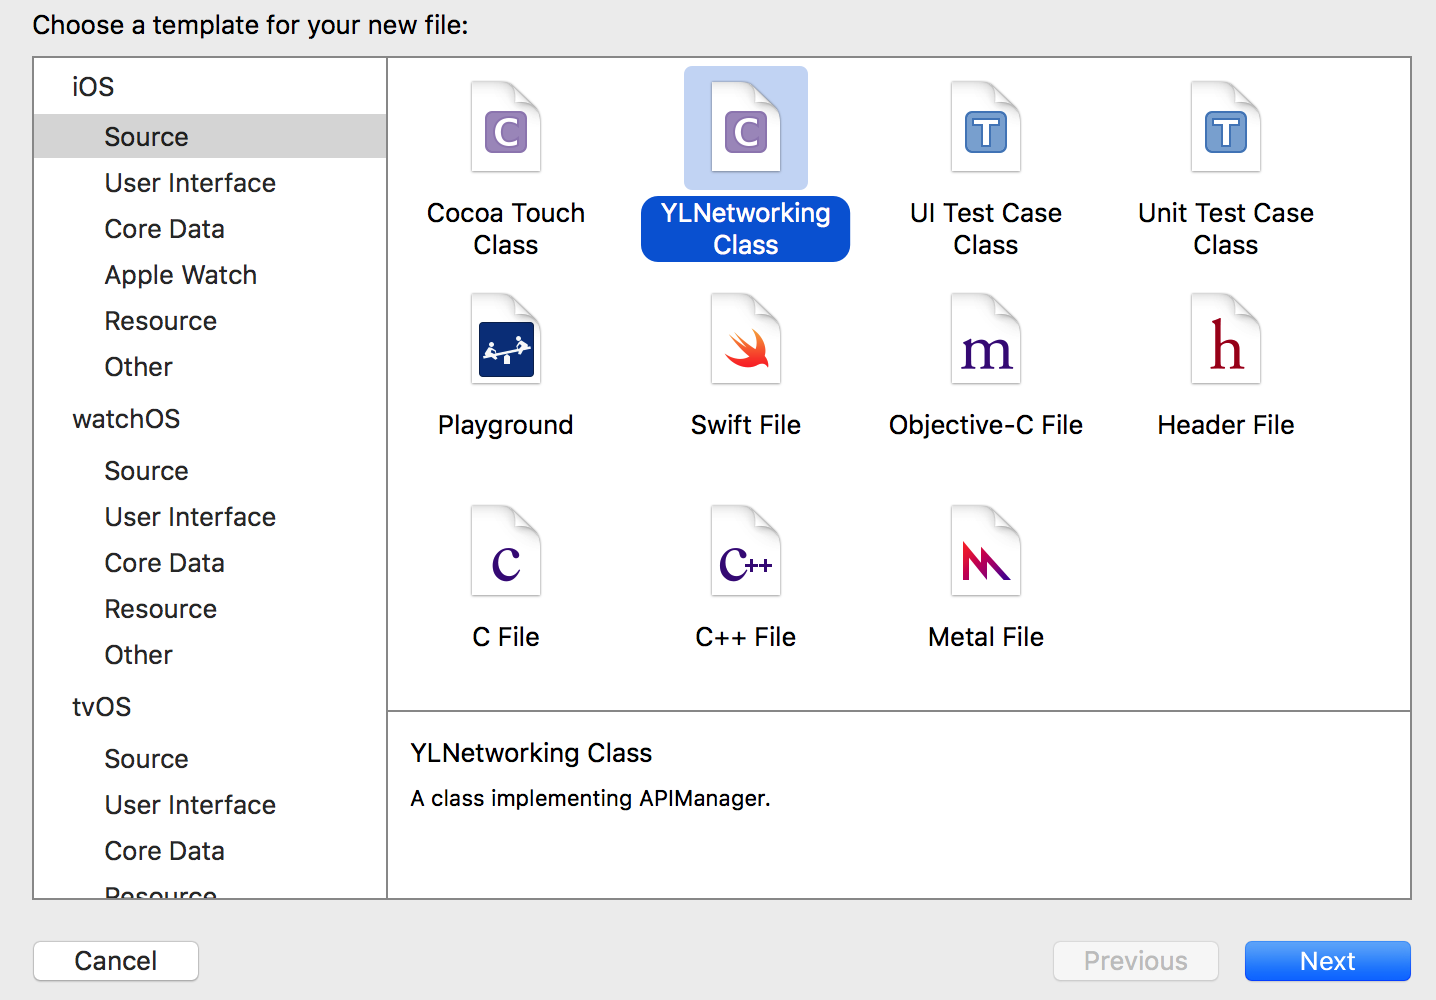 Choose a template for your new file:
iOS
Source
User Interface
Core Data
Apple Watch
Resource
Other
watchOS
Source
User Interface
Core Data
Resource
Other
tvOS
Source
User Interface
Core Data
Resource
C
Cocoa Touch
Class
C
YLNetworking
Class
T
UI Test Case
Class
T
Unit Test Case
Class
Playground
Swift File
m
Objective-C File
h
Header File
C
C File
C++
C++ File
Metal File
YLNetworking Class
A class implementing APIManager.
Cancel
Previous
Next